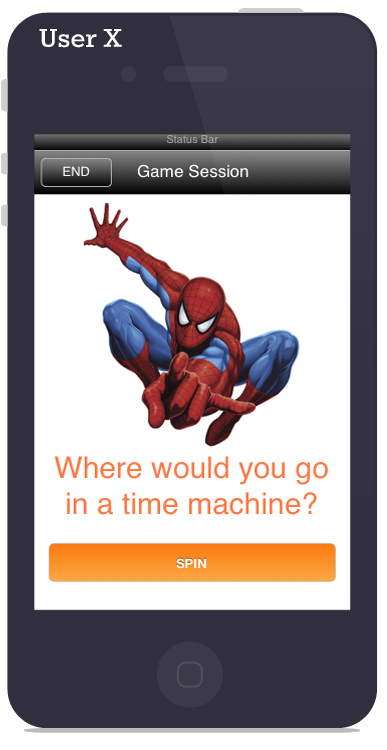 User X
Status Bar
END
Game Session
Where would you go
in a time machine?
SPIN